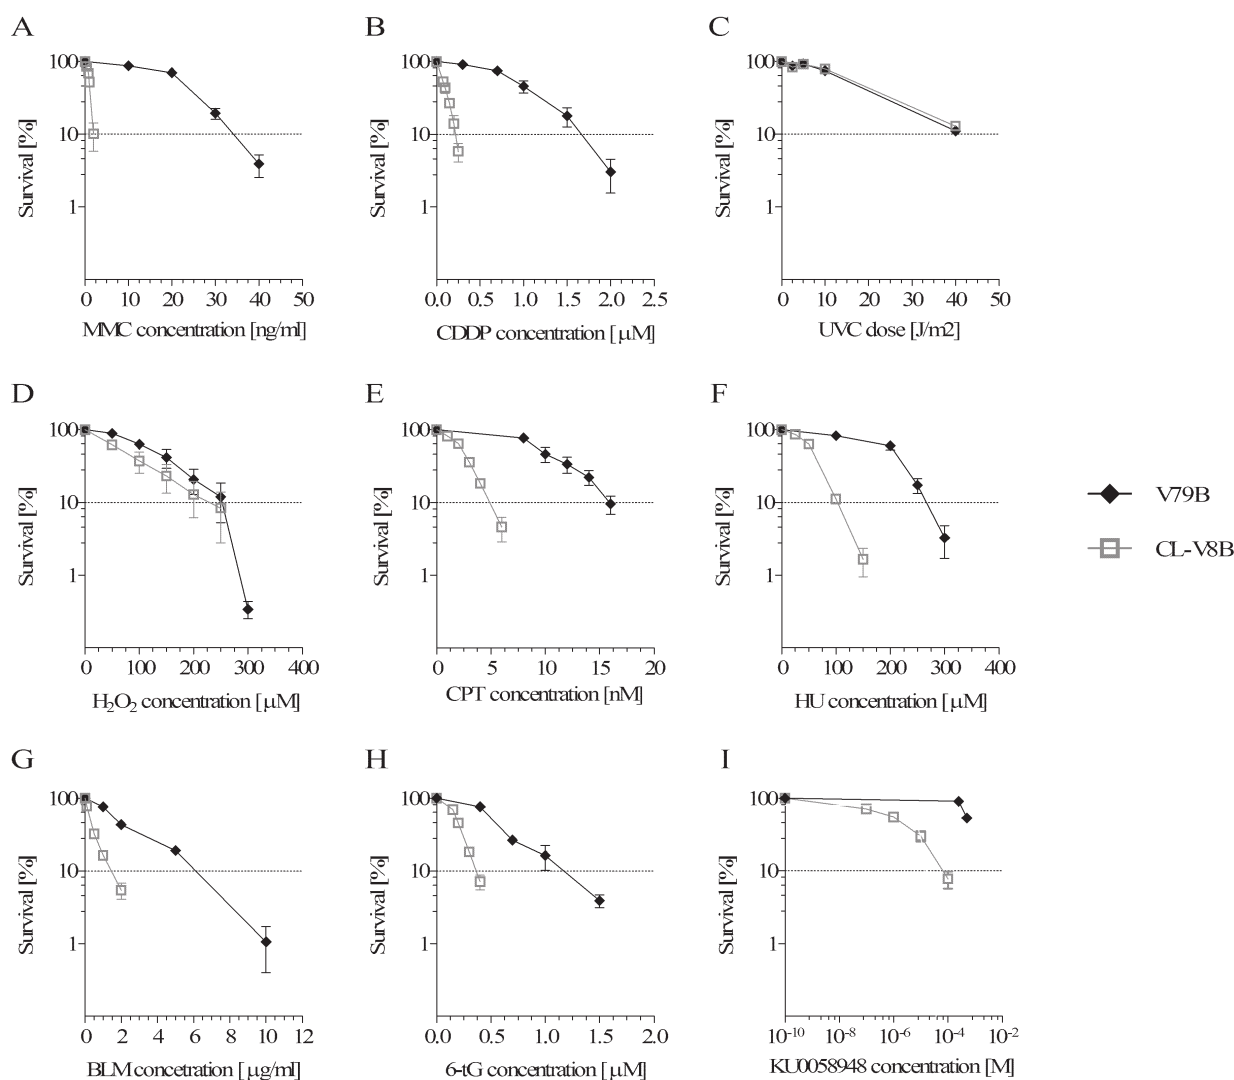 A
B
C
100
10
1
Survival [%]
0 10 20 30 40 50
MMC concentration [ng/ml]
100
10
1
Survival [%]
0.0 0.5 1.0 1.5 2.0 2.5
CDDP concentration [μM]
100
10
1
Survival [%]
0 10 20 30 40 50
UVC dose [J/m2]
D
E
F
100
10
1
Survival [%]
0 100 200 300 400
H₂O₂ concentration [μM]
100
10
1
Survival [%]
0 5 10 15 20
CPT concentration [nM]
100
10
1
Survival [%]
0 100 200 300 400
HU concentration [μM]
V79B
CL-V8B
G
H
I
100
10
1
Survival [%]
0 2 4 6 8 10 12
BLM concetration [μg/ml]
100
10
1
Survival [%]
0.0 0.5 1.0 1.5 2.0
6-tG concentration [μM]
100
10
1
Survival [%]
10⁻¹⁰ 10⁻⁸ 10⁻⁶ 10⁻⁴ 10⁻²
KU0058948 concentration [M]